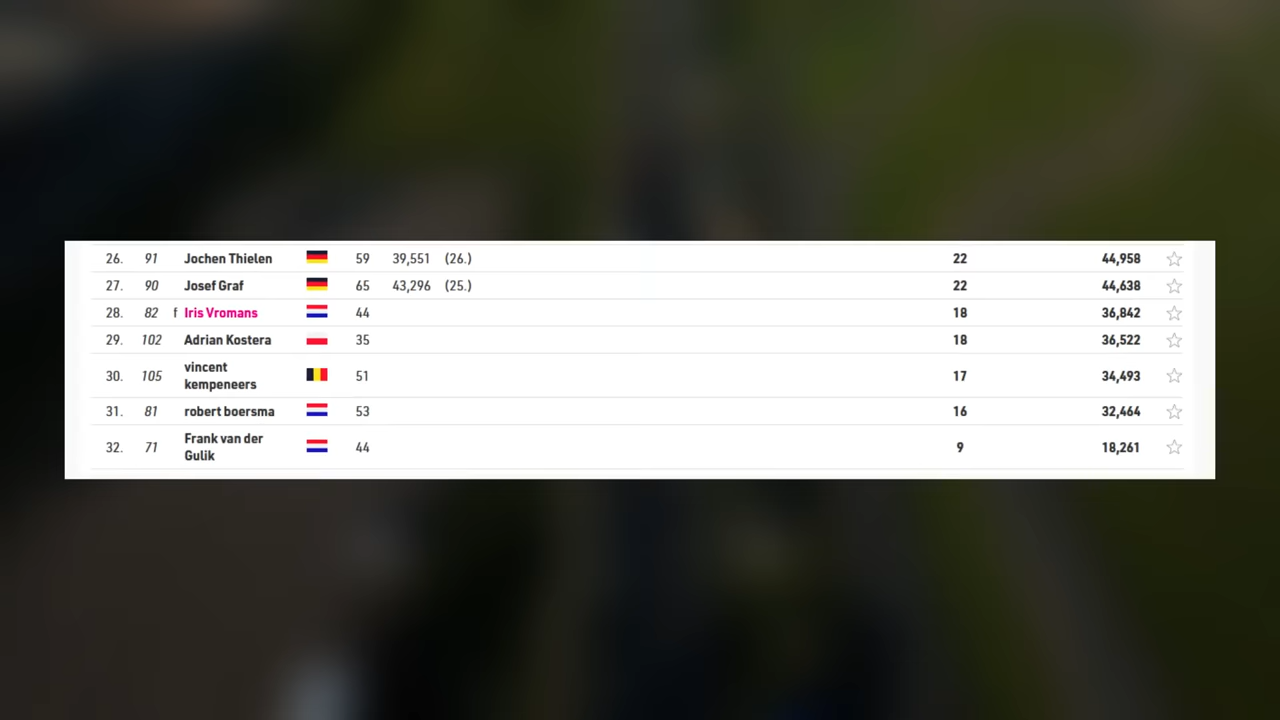 26. 91 Jochen Thielen 59 39,551 (26.) 22 44,958
27. 90 Josef Graf 65 43,296 (25.) 22 44,638
28. 82 f Iris Vromans 44 18 36,842
29. 102 Adrian Kostera 35 18 36,522
30. 105 vincent kempeneers 51 17 34,493
31. 81 robert boersma 53 16 32,464
32. 71 Frank van der Gulik 44 9 18,261